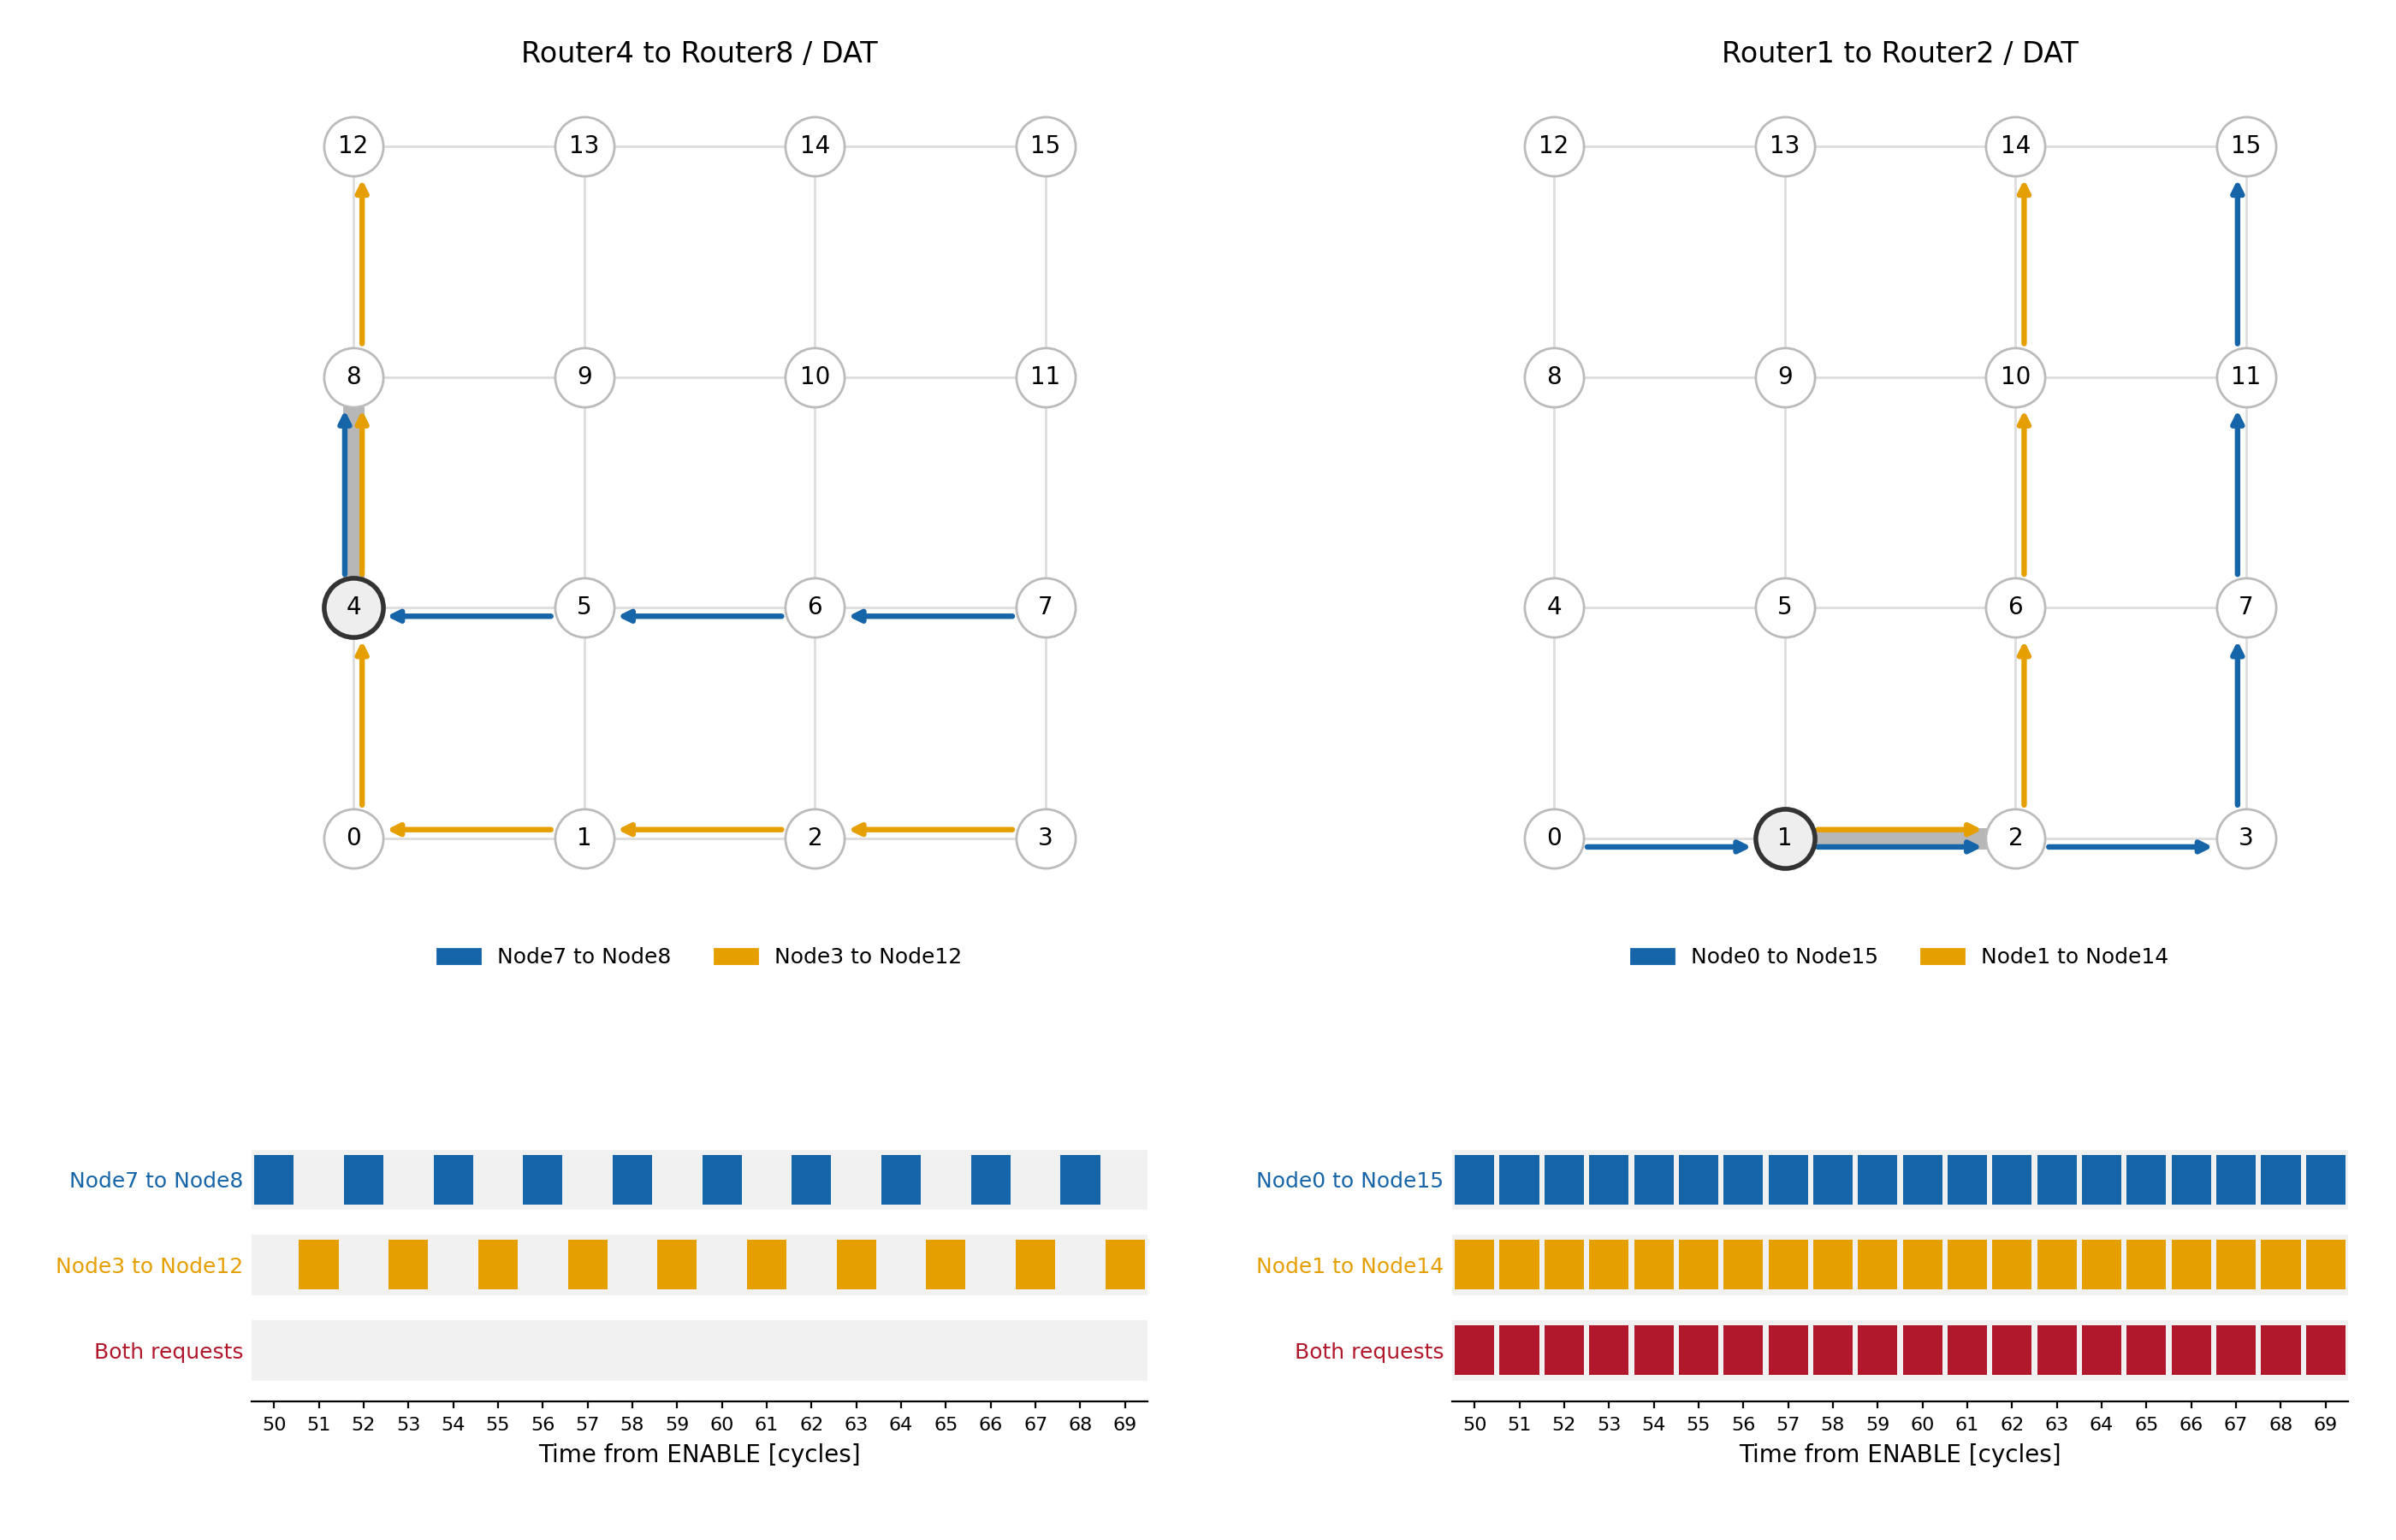 Router4 to Router8 / DAT
12 13 14 15
8 9 10 11
4 5 6 7
0 1 2 3
Node7 to Node8 Node3 to Node12
Node7 to Node8
Node3 to Node12
Both requests
50 51 52 53 54 55 56 57 58 59 60 61 62 63 64 65 66 67 68 69
Time from ENABLE [cycles]
Router1 to Router2 / DAT
12 13 14 15
8 9 10 11
4 5 6 7
0 1 2 3
Node0 to Node15 Node1 to Node14
Node0 to Node15
Node1 to Node14
Both requests
50 51 52 53 54 55 56 57 58 59 60 61 62 63 64 65 66 67 68 69
Time from ENABLE [cycles]